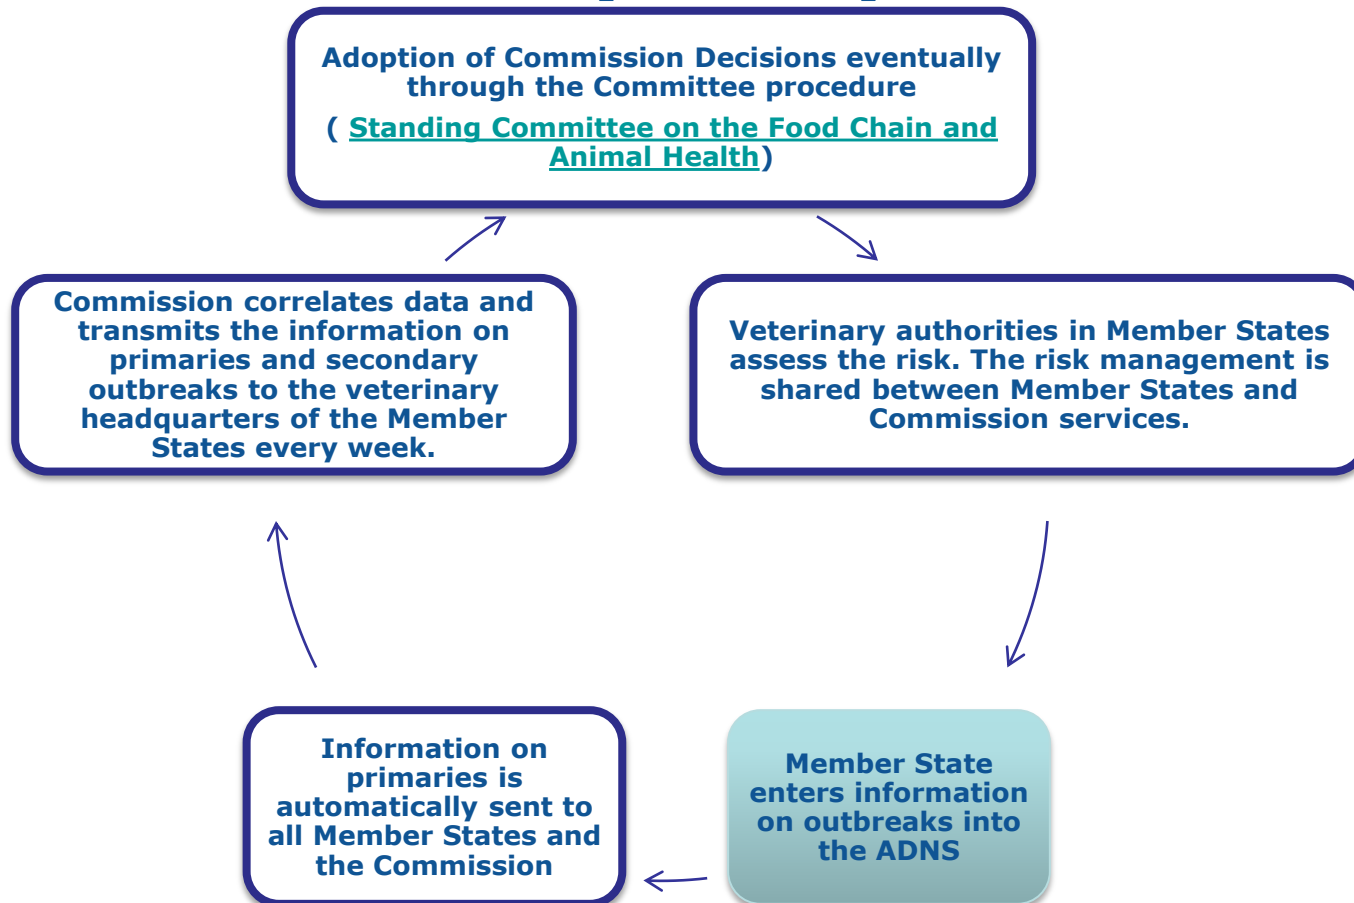 Adoption of Commission Decisions eventually
through the Committee procedure
( Standing Committee on the Food Chain and
Animal Health)
Commission correlates data and
transmits the information on
primaries and secondary
outbreaks to the veterinary
headquarters of the Member
States every week.
Veterinary authorities in Member States
assess the risk. The risk management is
shared between Member States and
Commission services.
Information on
primaries is
automatically sent to
all Member States and
the Commission
Member State
enters information
on outbreaks into
the ADNS